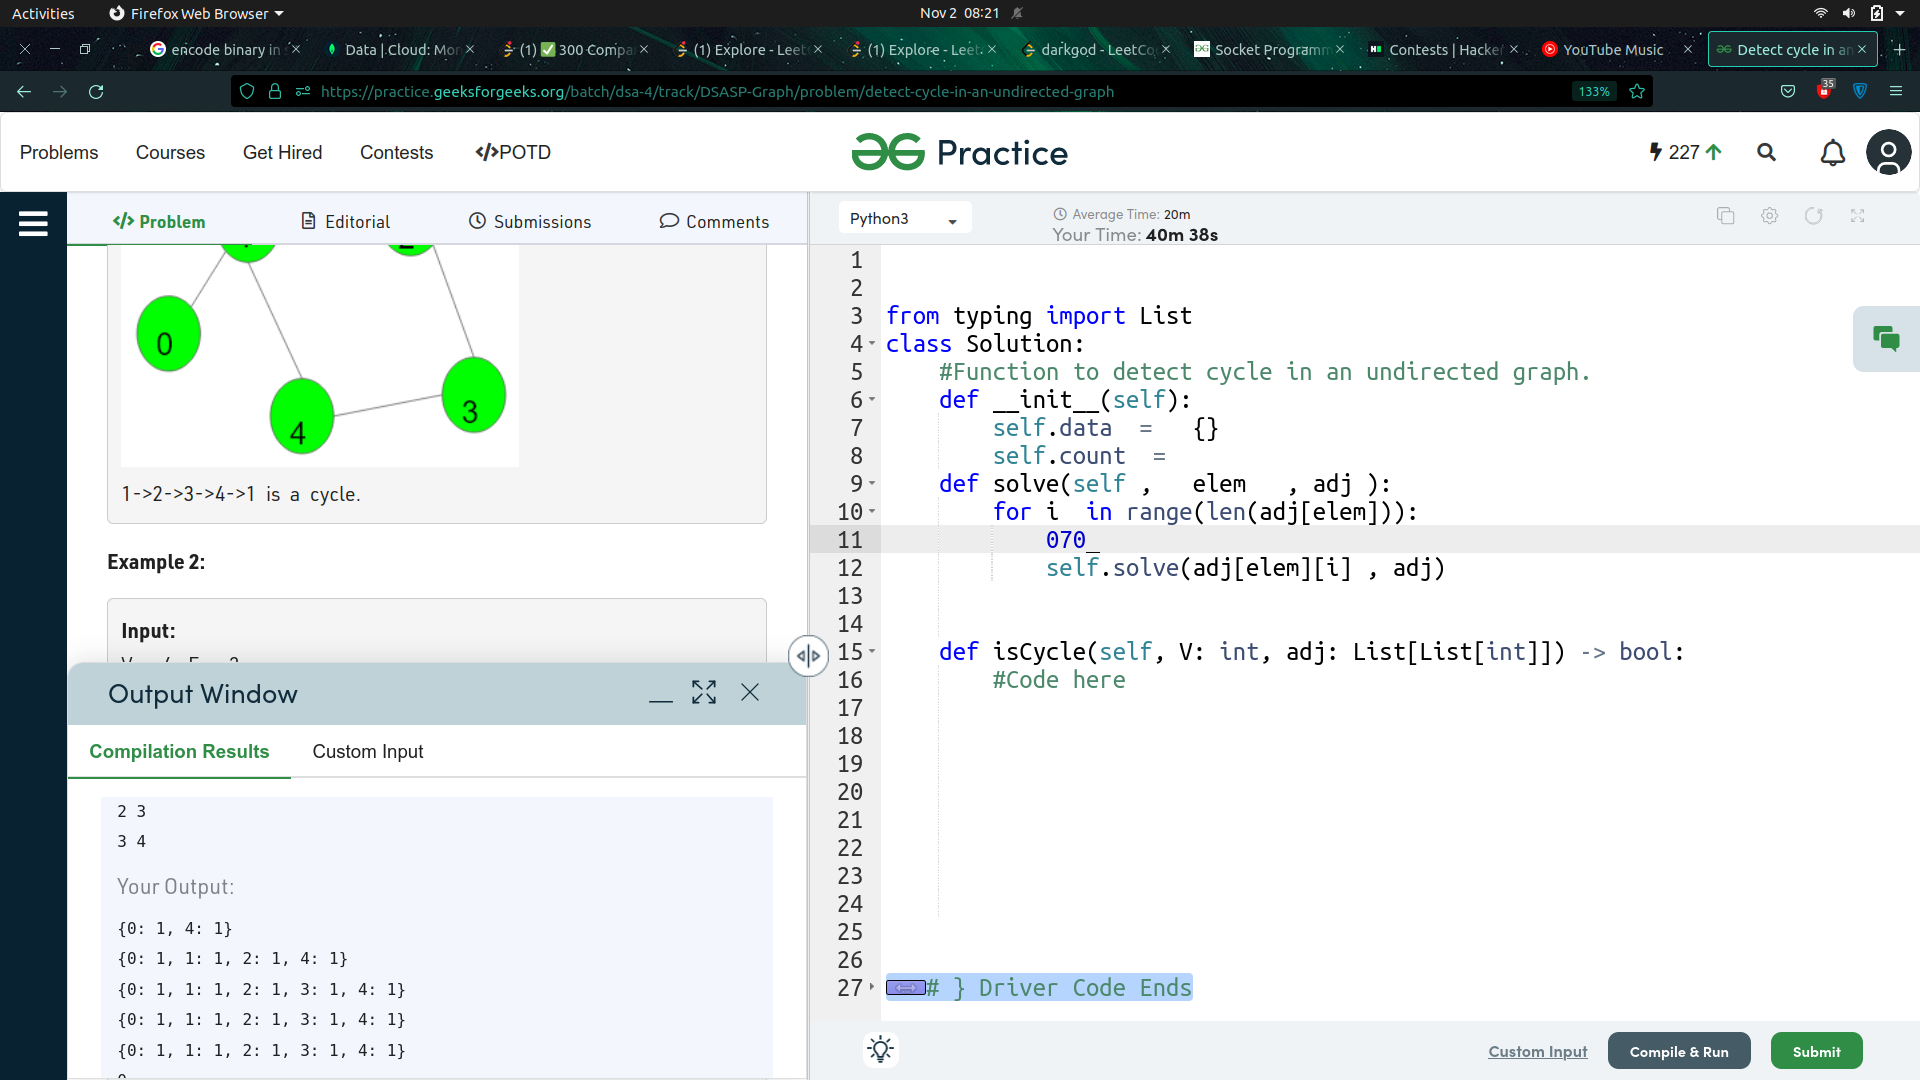 Activities
Firefox Web Browser
Nov 2 08:21
encode binary in
Data | Cloud: Mon
(1) ✅ 300 Compa
(1) Explore - Leet
(1) Explore - Leet
darkgod - LeetCo
Socket Programm
Contests | Hacker
YouTube Music
Detect cycle in an
https://practice.geeksforgeeks.org/batch/dsa-4/track/DSASP-Graph/problem/detect-cycle-in-an-undirected-graph
133%
35
Problems
Courses
Get Hired
Contests
</>POTD
Practice
227
</> Problem
Editorial
Submissions
Comments
Python3
Average Time: 20m
Your Time: 40m 38s
0
4
3
1->2->3->4->1 is a cycle.
Example 2:
Input:
Output Window
Compilation Results
Custom Input
2 3
3 4
Your Output:
{0: 1, 4: 1}
{0: 1, 1: 1, 2: 1, 4: 1}
{0: 1, 1: 1, 2: 1, 3: 1, 4: 1}
{0: 1, 1: 1, 2: 1, 3: 1, 4: 1}
{0: 1, 1: 1, 2: 1, 3: 1, 4: 1}
1
2
3 from typing import List
4 class Solution:
5 #Function to detect cycle in an undirected graph.
6 def __init__(self):
7 self.data = {}
8 self.count =
9 def solve(self , elem , adj ):
10 for i in range(len(adj[elem])):
11 070_
12 self.solve(adj[elem][i] , adj)
13
14
15 def isCycle(self, V: int, adj: List[List[int]]) -> bool:
16 #Code here
17
18
19
20
21
22
23
24
25
26
27 # } Driver Code Ends
Custom Input
Compile & Run
Submit